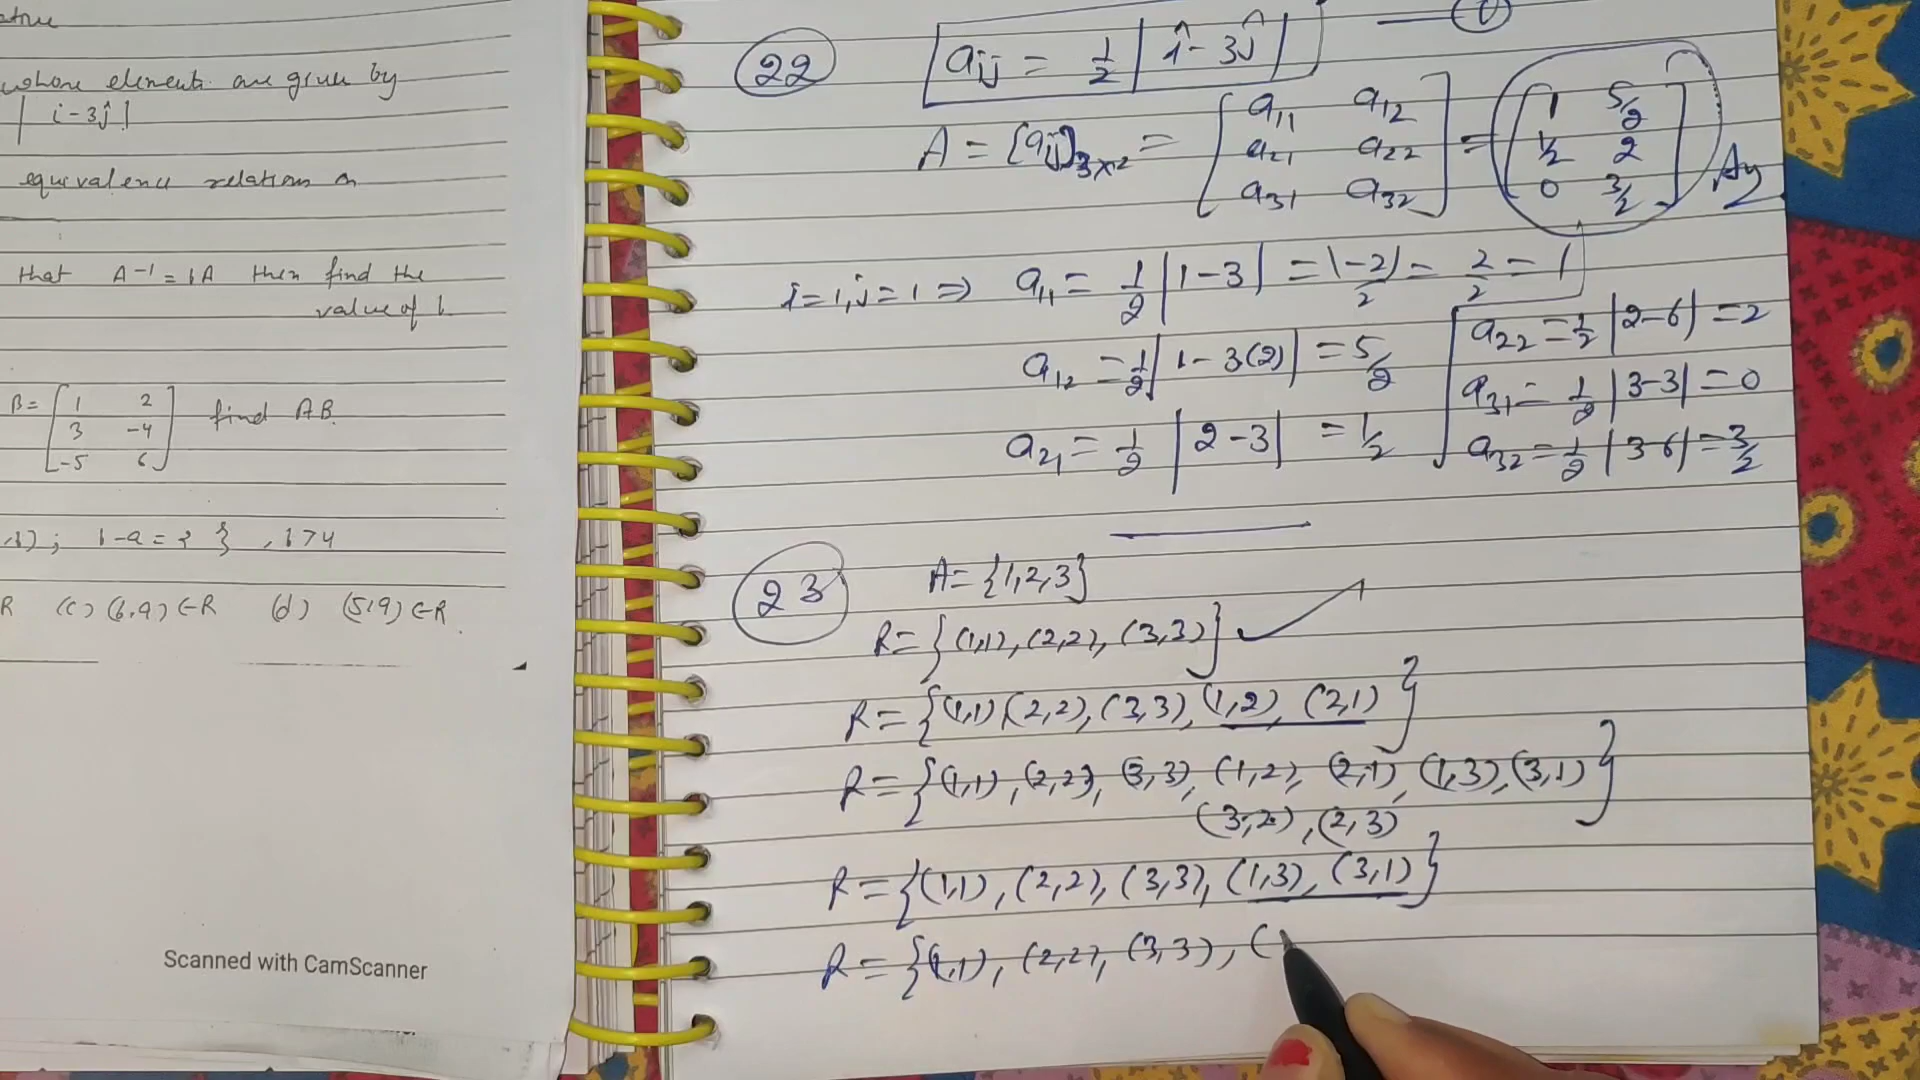 whose elements are given by
| i-3j |
equivalence relations on
that A-1 = kA then find the
value of k
B = [ 1 2
3 -4
-5 6 ] find AB.
R (c) (6,9) ∈ R (d) (5,9) ∈ R.
Scanned with CamScanner
22 aij = 1/2 | i - 3j |
A = [aij]3×2 = [ a11 a12 ] = [ 1 5/2 ]
a21 a22 1/2 2
a31 a32 0 3/2
i=1, j=1 ⇒ a11 = 1/2 |1-3| = |-2|/2 = 2/2 = 1
a12 = 1/2 | 1-3(2) | = 5/2
a21 = 1/2 | 2-3 | = 1/2
a22 = 1/2 |2-6| = 2
a31 = 1/2 |3-3| = 0
a32 = 1/2 |3-6| = 3/2
23 A = {1,2,3}
R = { (1,1), (2,2), (3,3) }
R = { (1,1) (2,2), (3,3), (1,2), (2,1) }
R = { (1,1), (2,2), (3,3), (1,2), (2,1), (1,3), (3,1) }
(3,2), (2,3)
R = { (1,1), (2,2), (3,3), (1,3), (3,1) }
R = { (1,1), (2,2), (3,3), (